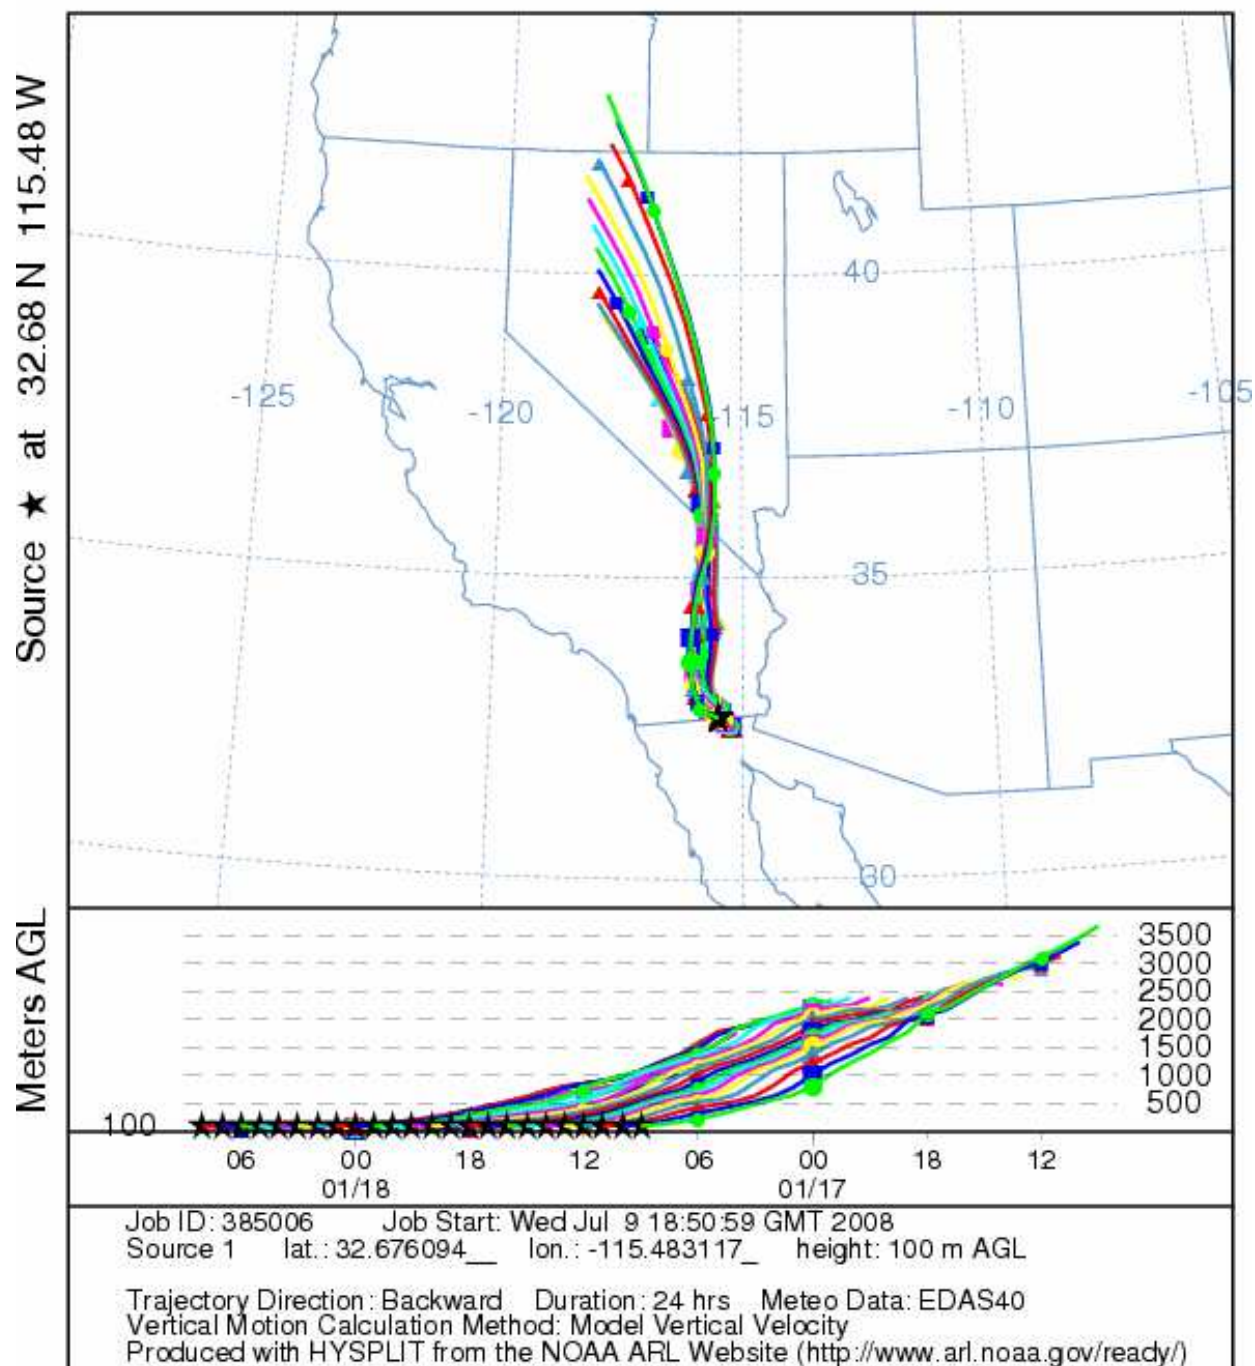 Source ★ at 32.68 N 115.48 W
40
-125
-120
-115
-110
-105
35
30
Meters AGL
3500
3000
2500
2000
1500
1000
500
100
06 00 18 12 06 00 18 12
01/18 01/17
Job ID: 385006 Job Start: Wed Jul 9 18:50:59 GMT 2008
Source 1 lat.: 32.676094__ lon.: -115.483117_ height: 100 m AGL
Trajectory Direction: Backward Duration: 24 hrs Meteo Data: EDAS40
Vertical Motion Calculation Method: Model Vertical Velocity
Produced with HYSPLIT from the NOAA ARL Website (http://www.arl.noaa.gov/ready/)